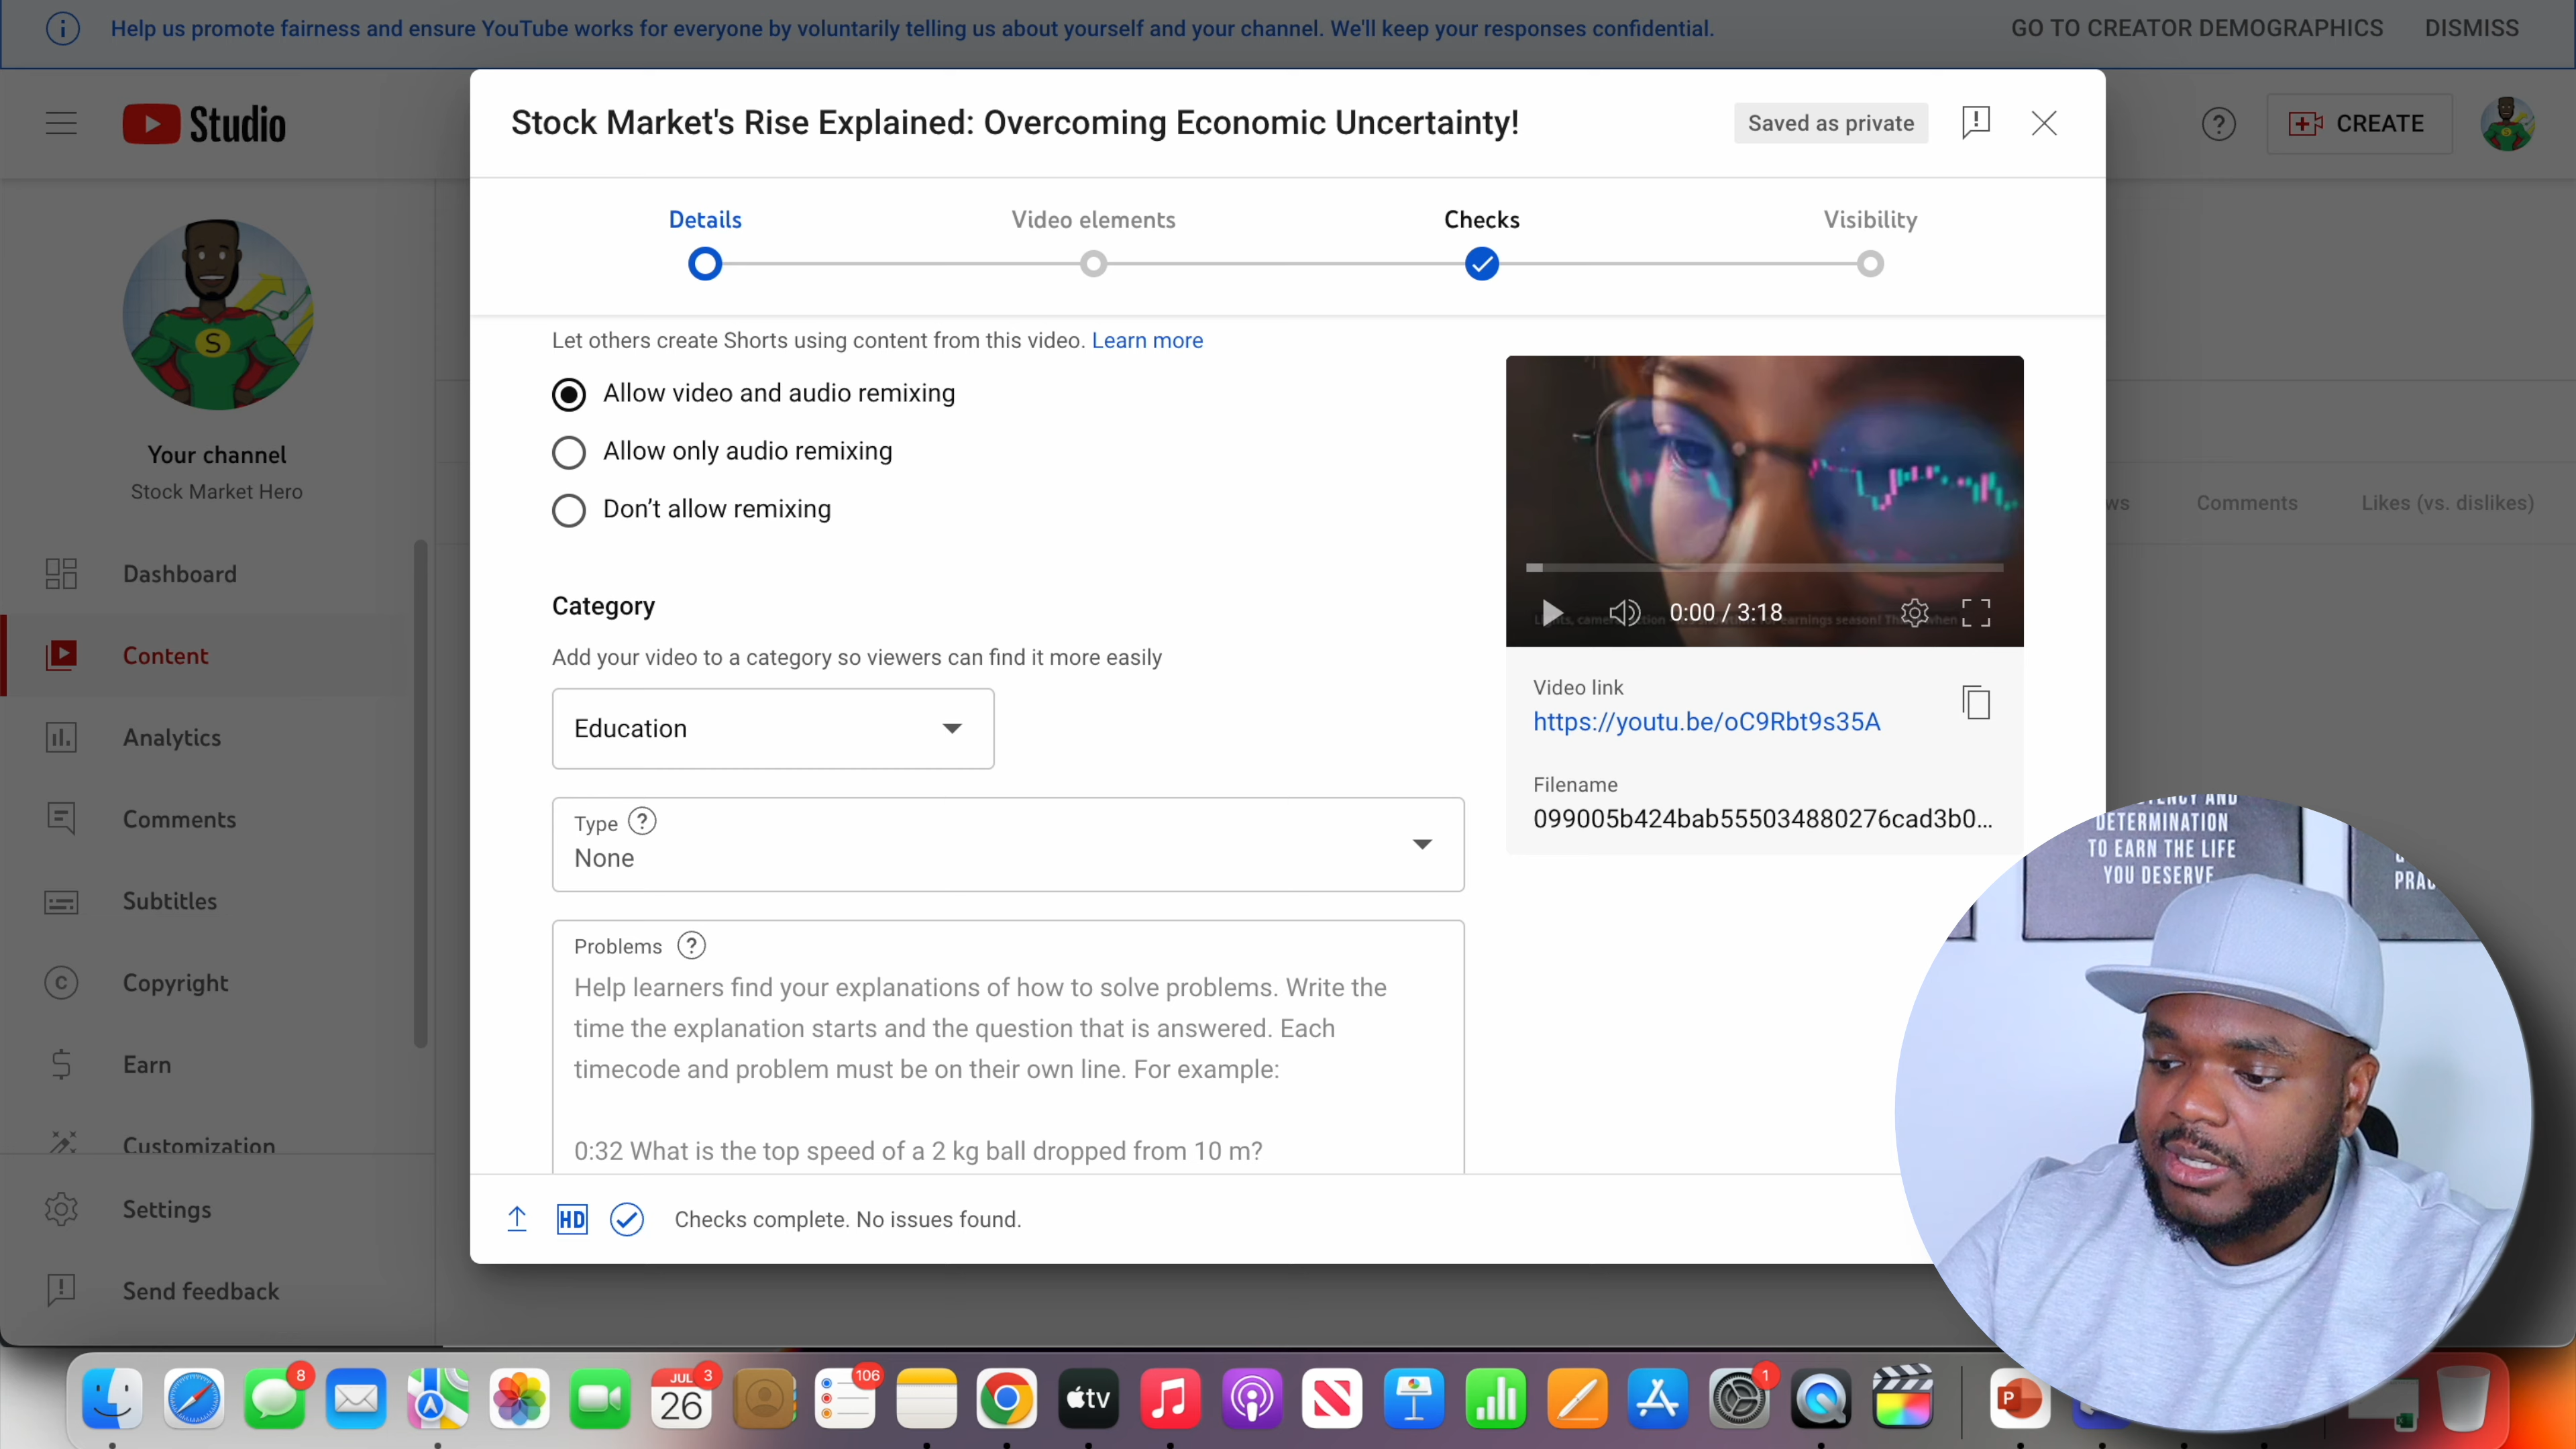 Help us promote fairness and ensure YouTube works for everyone by voluntarily telling us about yourself and your channel. We'll keep your responses confidential.
GO TO CREATOR DEMOGRAPHICS
DISMISS
Studio
CREATE
Stock Market's Rise Explained: Overcoming Economic Uncertainty!
Saved as private
Details
Video elements
Checks
Visibility
S
Your channel
Stock Market Hero
Dashboard
Content
Analytics
Comments
Subtitles
Copyright
Earn
Customization
Settings
Send feedback
Let others create Shorts using content from this video. Learn more
Allow video and audio remixing
Allow only audio remixing
Don't allow remixing
Category
Add your video to a category so viewers can find it more easily
Education
Type
None
Problems
Help learners find your explanations of how to solve problems. Write the
time the explanation starts and the question that is answered. Each
timecode and problem must be on their own line. For example:
0:32 What is the top speed of a 2 kg ball dropped from 10 m?
0:00 / 3:18
Video link
https://youtu.be/oC9Rbt9s35A
Filename
099005b424bab555034880276cad3b0...
Comments
Likes (vs. dislikes)
HD
Checks complete. No issues found.
AND
DETERMINATION
TO EARN THE LIFE
YOU DESERVE
8
JUL
26
3
106
tv
1
P